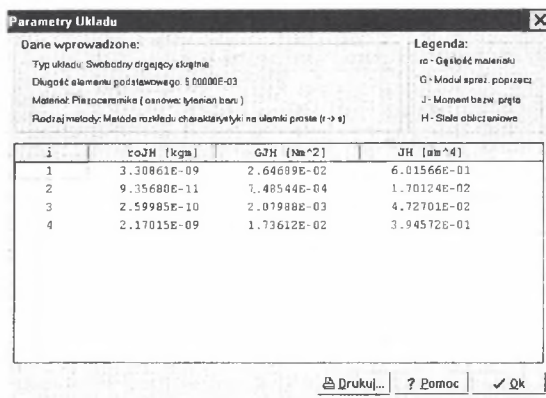 Parametry Układu
Dane wprowadzone:
Typ układu: Swobodny drgający skrętnie
Długość elementu podstawowego: 5.00000E-03
Materiał: Piezoceramika ( osnowa: tytanian baru )
Rodzaj metody: Metoda rozkładu charakterystyki na ułamki proste (r-> s)
Legenda:
ro - Gęstość materiału
G - Moduł spręż. poprzecz
J - Moment bezw. pręta
H - Stałe obliczeniowe
i roJH [kgm] GJH [Nm^2] JH [mm^4]
1 3.30861E-09 2.64689E-02 6.01566E-01
2 9.35680E-11 7.48544E-04 1.70124E-02
3 2.59985E-10 2.07988E-03 4.72701E-02
4 2.17015E-09 1.73612E-02 3.94572E-01
Drukuj... ? Pomoc Ok